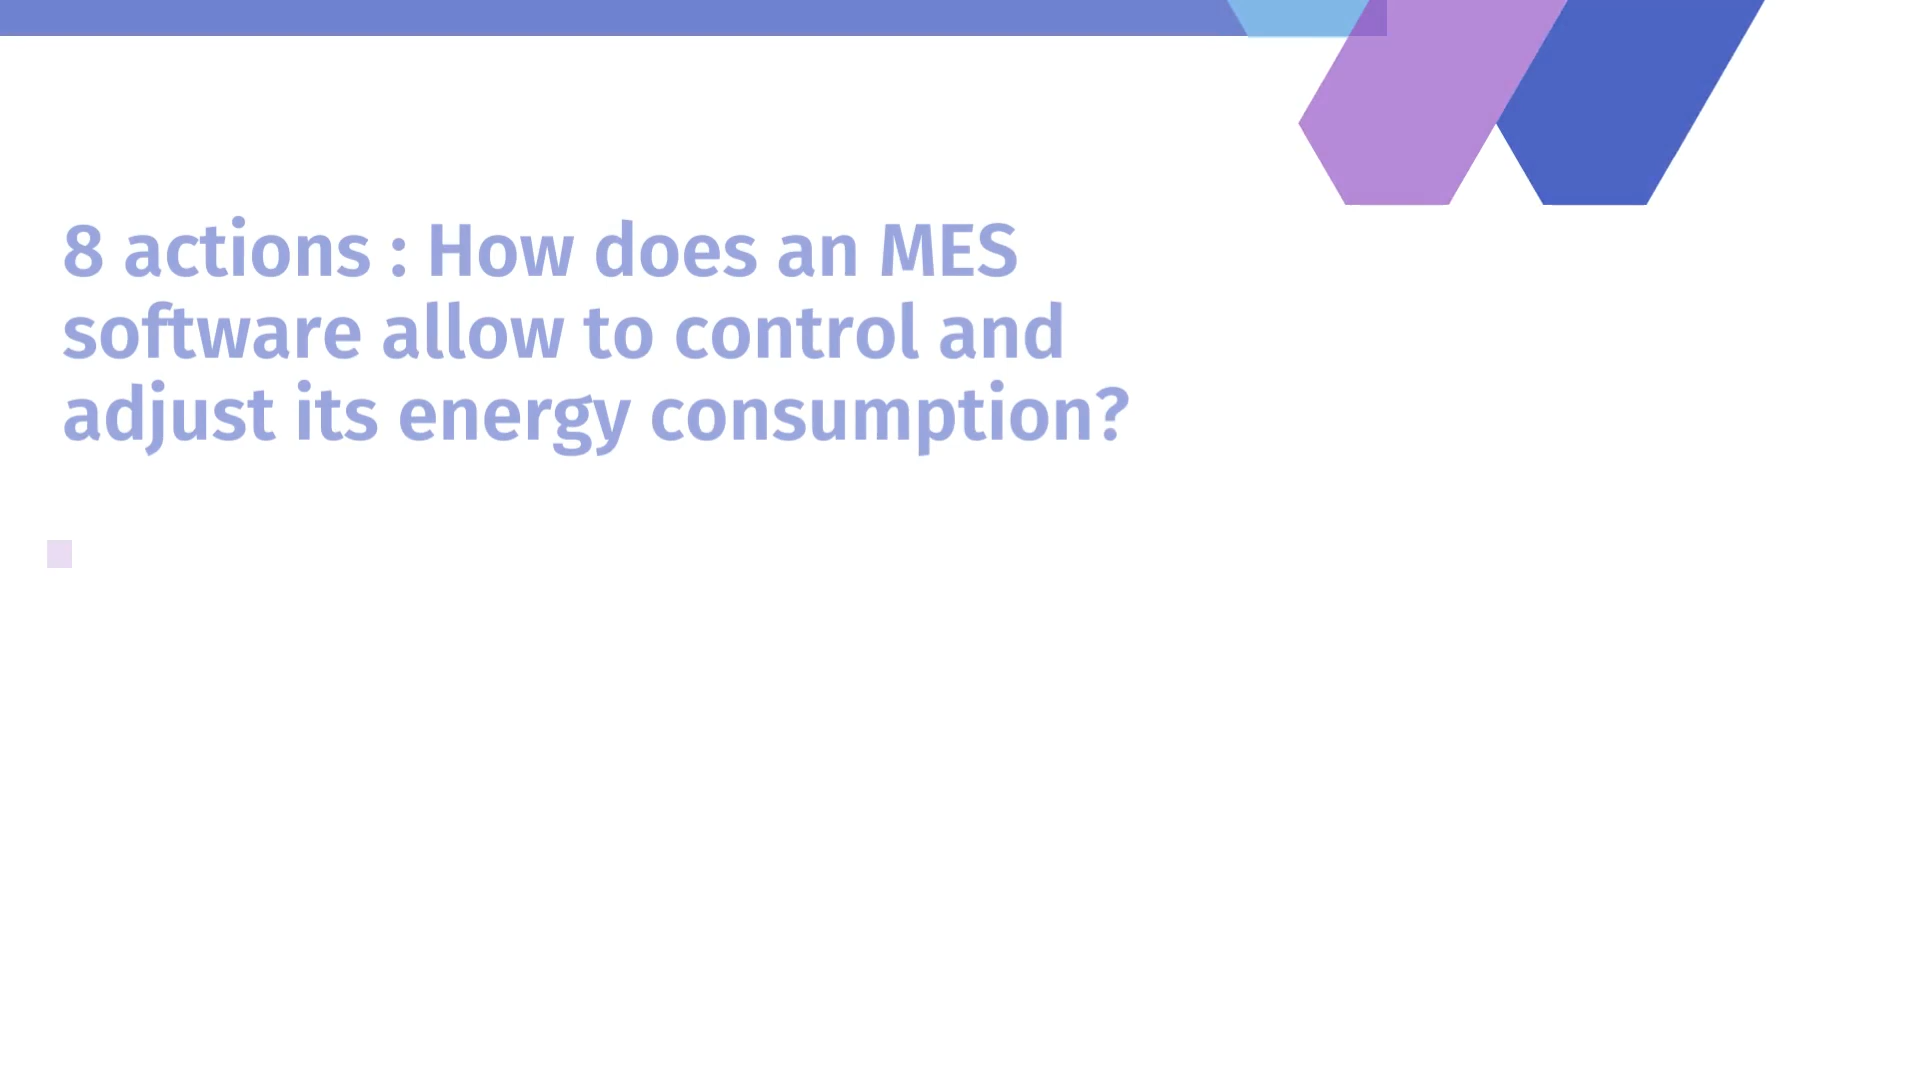 8 actions : How does an MES
software allow to control and
adjust its energy consumption?